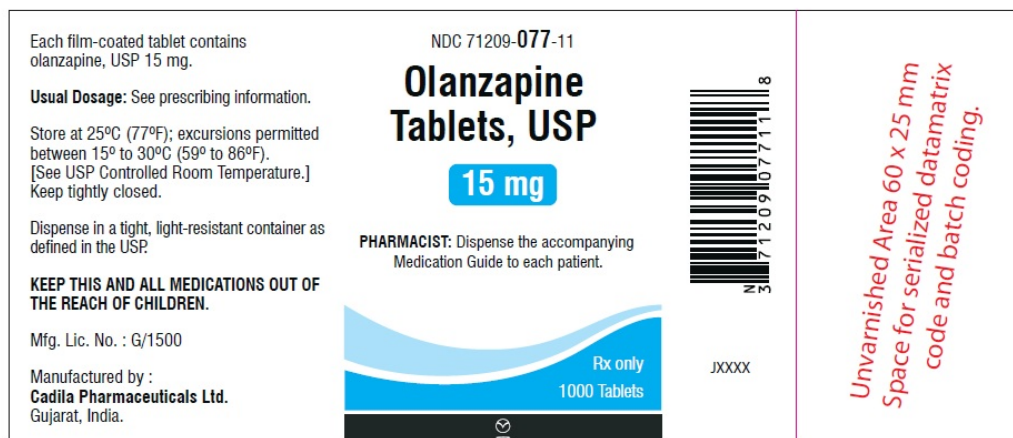 Each film-coated tablet contains
olanzapine, USP 15 mg.
Usual Dosage: See prescribing information.
Store at 25ºC (77ºF); excursions permitted
between 15º to 30ºC (59º to 86ºF).
[See USP Controlled Room Temperature.]
Keep tightly closed.
Dispense in a tight, light-resistant container as
defined in the USP.
KEEP THIS AND ALL MEDICATIONS OUT OF
THE REACH OF CHILDREN.
Mfg. Lic. No. : G/1500
Manufactured by :
Cadila Pharmaceuticals Ltd.
Gujarat, India.
NDC 71209-077-11
Olanzapine
Tablets, USP
15 mg
PHARMACIST: Dispense the accompanying
Medication Guide to each patient.
Rx only
1000 Tablets
N
3 71209 07711 8
JXXXX
Unvarnished Area 60 x 25 mm
Space for serialized datamatrix
code and batch coding.